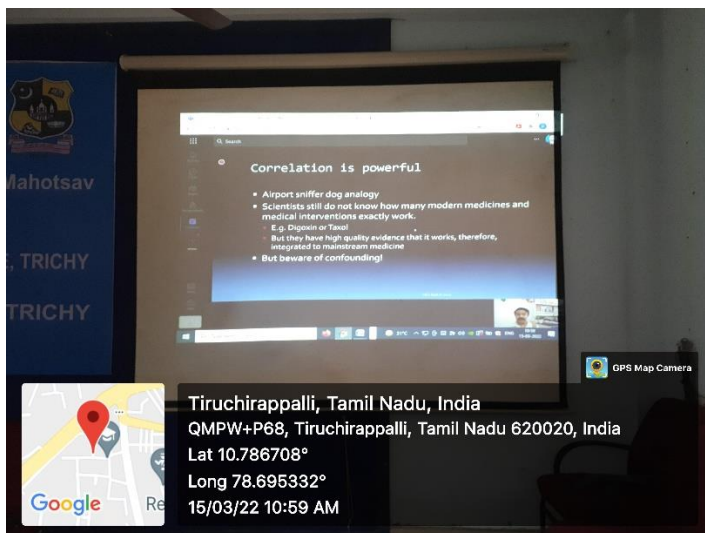 Mahotsav
, TRICHY
TRICHY
Search
Correlation is powerful
Airport sniffer dog analogy
Scientists still do not know how many modern medicines and
medical interventions exactly work.
E.g. Digoxin or Taxol
But they have high quality evidence that it works, therefore,
integrated to mainstream medicine
But beware of confounding!
GPS Map Camera
Tiruchirappalli, Tamil Nadu, India
QMPW+P68, Tiruchirappalli, Tamil Nadu 620020, India
Lat 10.786708°
Long 78.695332°
15/03/22 10:59 AM
Google
Re